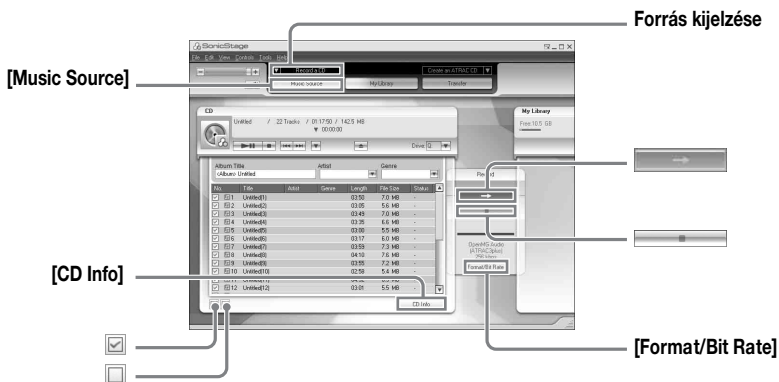 Forrás kijelzése
[Music Source]
SonicStage
File Edit View Controls Tools Help
Record a CD
Create an ATRAC CD
Music Source
My Library
Transfer
CD
Untitled / 22 Tracks / 01:17:50 / 142.5 MB
00:00:00
Drive: Q
My Library
Free:10.5 GB
Album Title Artist Genre
<Album> Untitled
Record
No. Title Artist Genre Length File Size Status
1 Untitled(1) 03:50 7.0 MB -
2 Untitled(2) 03:05 5.6 MB -
3 Untitled(3) 03:49 7.0 MB -
4 Untitled(4) 03:35 6.6 MB -
5 Untitled(5) 03:00 5.5 MB -
6 Untitled(6) 03:17 6.0 MB -
7 Untitled(7) 03:59 7.3 MB -
8 Untitled(8) 04:10 7.6 MB -
9 Untitled(9) 03:55 7.2 MB -
10 Untitled(10) 02:58 5.4 MB -
12 Untitled(12) 03:01 5.5 MB -
OpenMG Audio
(ATRAC3plus)
256 kbps
Format/Bit Rate
CD Info
[CD Info]
[Format/Bit Rate]